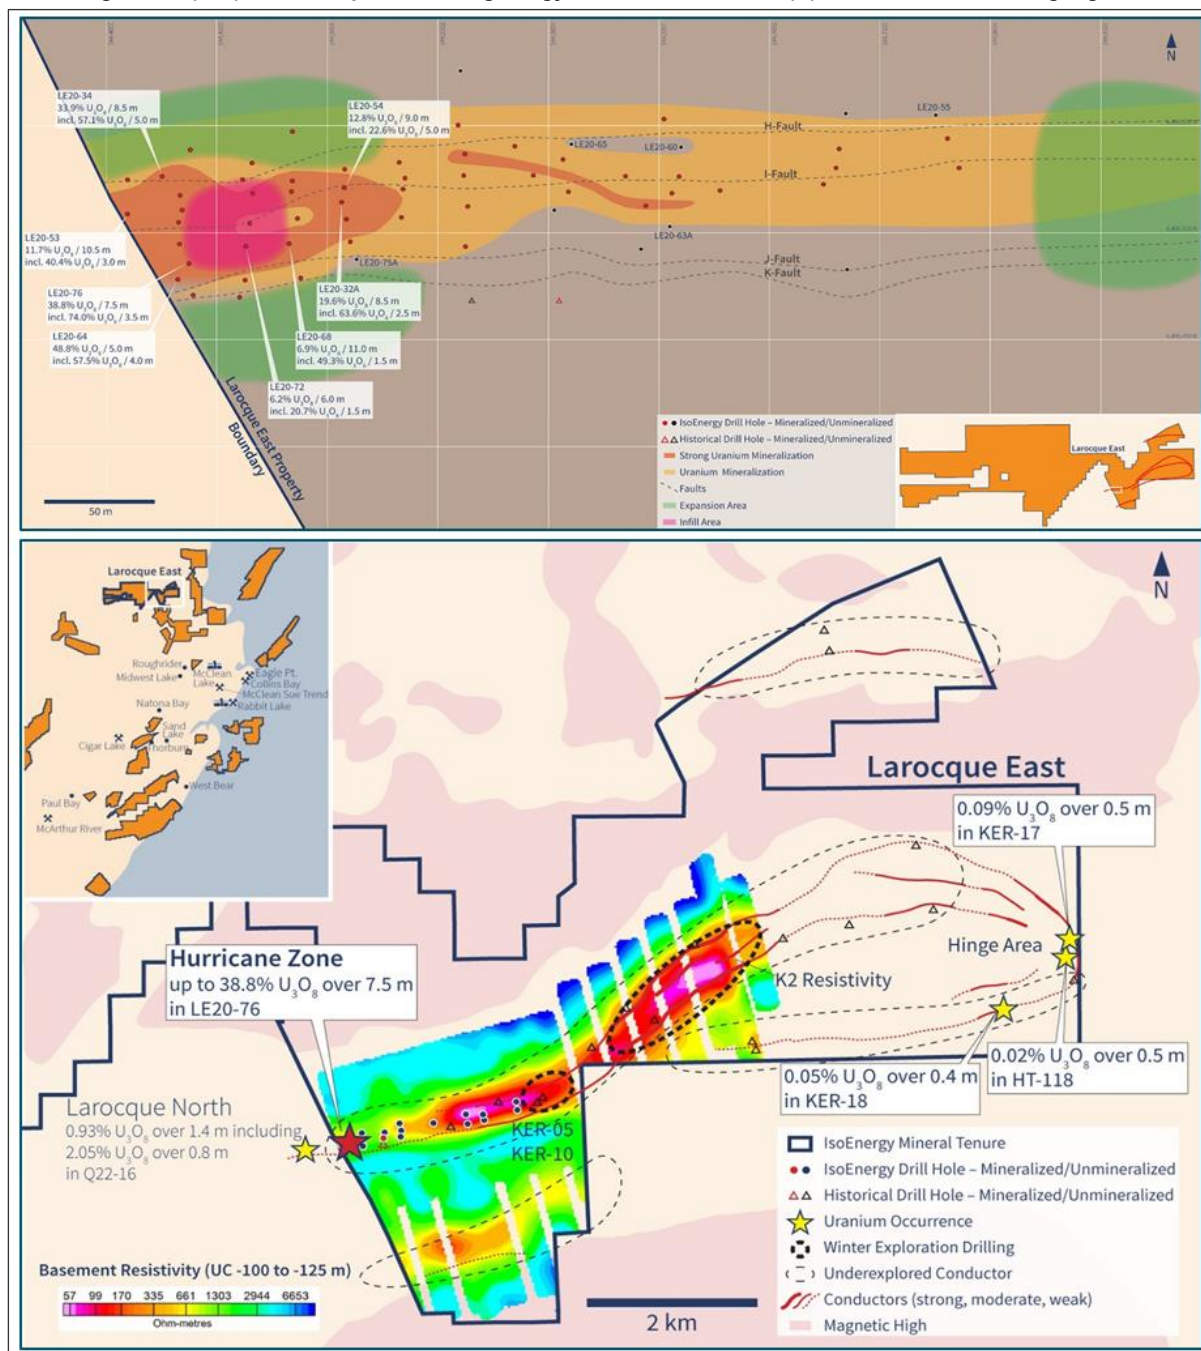 N
LE20-34
33.9% U3O8 / 8.5 m
incl. 57.1% U3O8 / 5.0 m
LE20-54
12.8% U3O8 / 9.0 m
incl. 22.6% U3O8 / 5.0 m
LE20-55
H-Fault
LE20-65
LE20-60
I-Fault
LE20-53
11.7% U3O8 / 10.5 m
incl. 40.4% U3O8 / 3.0 m
LE20-63A
J-Fault
K-Fault
LE20-75A
LE20-76
38.8% U3O8 / 7.5 m
incl. 74.0% U3O8 / 3.5 m
LE20-32A
19.6% U3O8 / 8.5 m
incl. 63.6% U3O8 / 2.5 m
LE20-64
48.8% U3O8 / 5.0 m
incl. 57.5% U3O8 / 4.0 m
LE20-68
6.9% U3O8 / 11.0 m
incl. 49.3% U3O8 / 1.5 m
LE20-72
6.2% U3O8 / 6.0 m
incl. 20.7% U3O8 / 1.5 m
Larocque East Property
Boundary
50 m
IsoEnergy Drill Hole – Mineralized/Unmineralized
Historical Drill Hole – Mineralized/Unmineralized
Strong Uranium Mineralization
Uranium Mineralization
Faults
Expansion Area
Infill Area
Larocque East
N
Larocque East
Roughrider
Midwest Lake
McClean
Lake
Eagle Pt.
Collins Bay
McClean Sue Trend
Rabbit Lake
Natona Bay
Sand
Lake
Cigar Lake
Thorburn
West Bear
Paul Bay
McArthur River
Larocque East
0.09% U3O8 over 0.5 m
in KER-17
Hinge Area
K2 Resistivity
Hurricane Zone
up to 38.8% U3O8 over 7.5 m
in LE20-76
0.02% U3O8 over 0.5 m
in HT-118
0.05% U3O8 over 0.4 m
in KER-18
Larocque North
0.93% U3O8 over 1.4 m including
2.05% U3O8 over 0.8 m
in Q22-16
KER-05
KER-10
IsoEnergy Mineral Tenure
IsoEnergy Drill Hole – Mineralized/Unmineralized
Historical Drill Hole – Mineralized/Unmineralized
Uranium Occurrence
Winter Exploration Drilling
Underexplored Conductor
Conductors (strong, moderate, weak)
Magnetic High
Basement Resistivity (UC -100 to -125 m)
57 99 170 335 661 1303 2944 6653
Ohm-metres
2 km